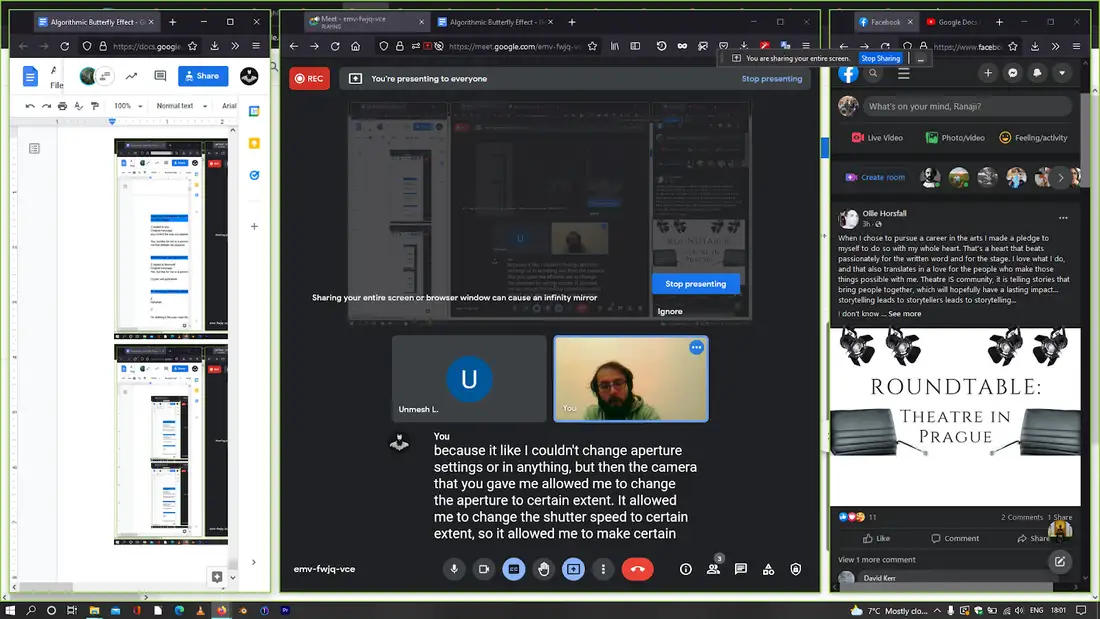 Algorithmic Butterfly Effect - G
https://docs.google.
File
Share
100%
Normal text
Arial
Meet - emv-fwjq-vce
PLAYING
Algorithmic Butterfly Effect - G
https://meet.google.com/emv-fwjq-v
REC
You're presenting to everyone
Stop presenting
You are sharing your entire screen.
Stop Sharing
Sharing your entire screen or browser window can cause an infinity mirror
Stop presenting
Ignore
U
Unmesh L.
You
You
because it like I couldn't change aperture
settings or in anything, but then the camera
that you gave me allowed me to change
the aperture to certain extent. It allowed
me to change the shutter speed to certain
extent, so it allowed me to make certain
emv-fwjq-vce
3
Facebook
Google Docs
https://www.faceb
What's on your mind, Ranaji?
Live Video
Photo/video
Feeling/activity
Create room
Ollie Horsfall
3h
When I chose to pursue a career in the arts I made a pledge to
myself to do so with my whole heart. That's a heart that beats
passionately for the written word and for the stage. I love what I do,
and that also translates in a love for the people who make those
things possible with me. Theatre IS community, it is telling stories that
bring people together, which will hopefully have a lasting impact...
storytelling leads to storytellers leads to storytelling...
I don't know ... See more
ROUNDTABLE:
THEATRE IN
PRAGUE
11
2 Comments
1 Share
Like
Comment
Share
View 1 more comment
David Kerr
7°C Mostly clo...
ENG
18:01